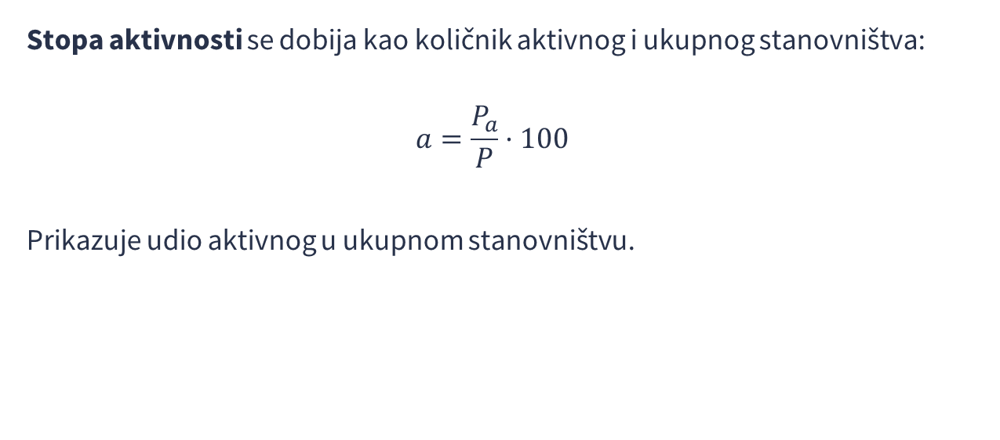 Stopa aktivnosti se dobija kao količnik aktivnog i ukupnog stanovništva:
a = P_a / P · 100
Prikazuje udio aktivnog u ukupnom stanovništvu.